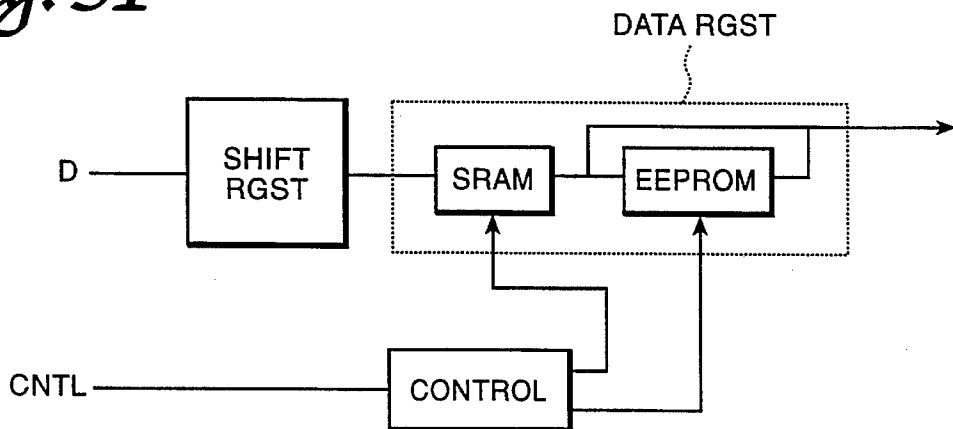 DATA RGST
D
SHIFT
RGST
SRAM
EEPROM
CNTL
CONTROL